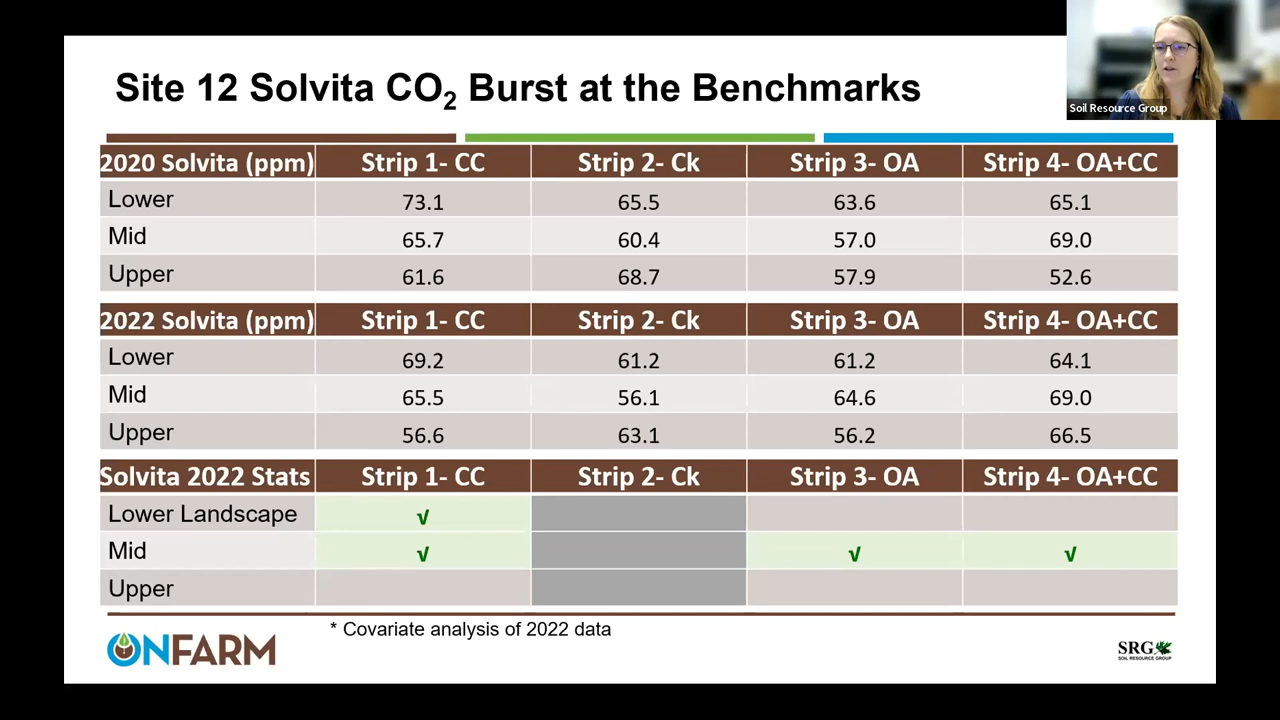 Site 12 Solvita CO₂ Burst at the Benchmarks
Soil Resource Group
2020 Solvita (ppm) Strip 1- CC Strip 2- Ck Strip 3- OA Strip 4- OA+CC
Lower 73.1 65.5 63.6 65.1
Mid 65.7 60.4 57.0 69.0
Upper 61.6 68.7 57.9 52.6
2022 Solvita (ppm) Strip 1- CC Strip 2- Ck Strip 3- OA Strip 4- OA+CC
Lower 69.2 61.2 61.2 64.1
Mid 65.5 56.1 64.6 69.0
Upper 56.6 63.1 56.2 66.5
Solvita 2022 Stats Strip 1- CC Strip 2- Ck Strip 3- OA Strip 4- OA+CC
Lower Landscape √
Mid √ √ √
Upper
* Covariate analysis of 2022 data
ONFARM
SRG
SOIL RESOURCE GROUP